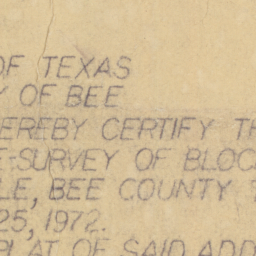 OF TEXAS
Y OF BEE
HEREBY CERTIFY TH
E-SURVEY OF BLOC
LE, BEE COUNTY
25, 1972.
PLAT OF SAID ADD